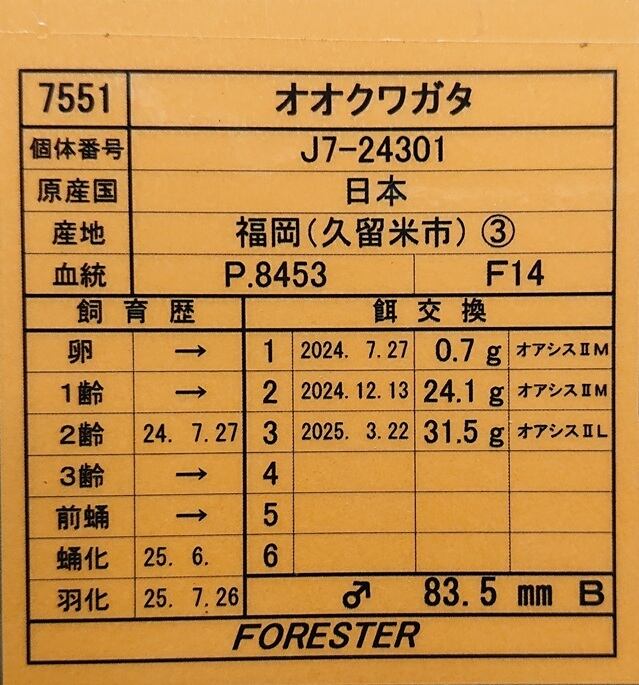 7551 オオクワガタ
個体番号 J7-24301
原産国 日本
産地 福岡(久留米市) ③
血統 P.8453 F14
飼育歴 餌交換
卵 → 1 2024. 7.27 0.7 g オアシスⅡM
1齢 → 2 2024.12.13 24.1 g オアシスⅡM
2齢 24. 7.27 3 2025. 3.22 31.5 g オアシスⅡL
3齢 → 4
前蛹 → 5
蛹化 25. 6. 6
羽化 25. 7.26 ♂ 83.5 mm B
FORESTER